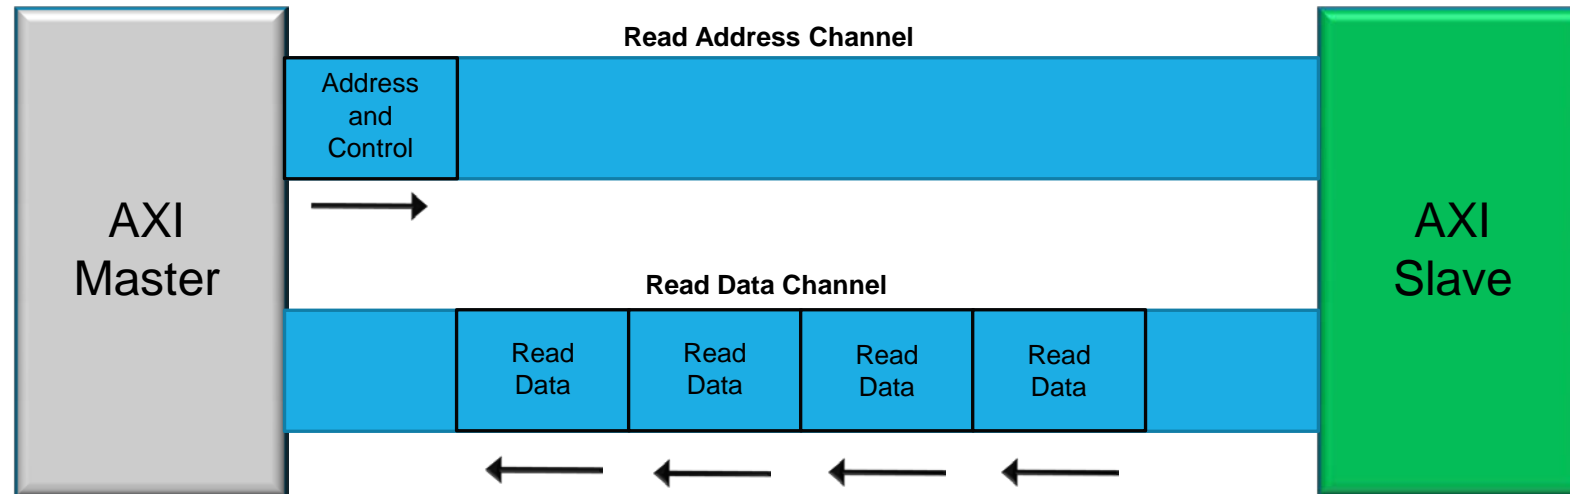 Read Address Channel
Address
and
Control
AXI
Master
AXI
Slave
Read Data Channel
Read
Data
Read
Data
Read
Data
Read
Data